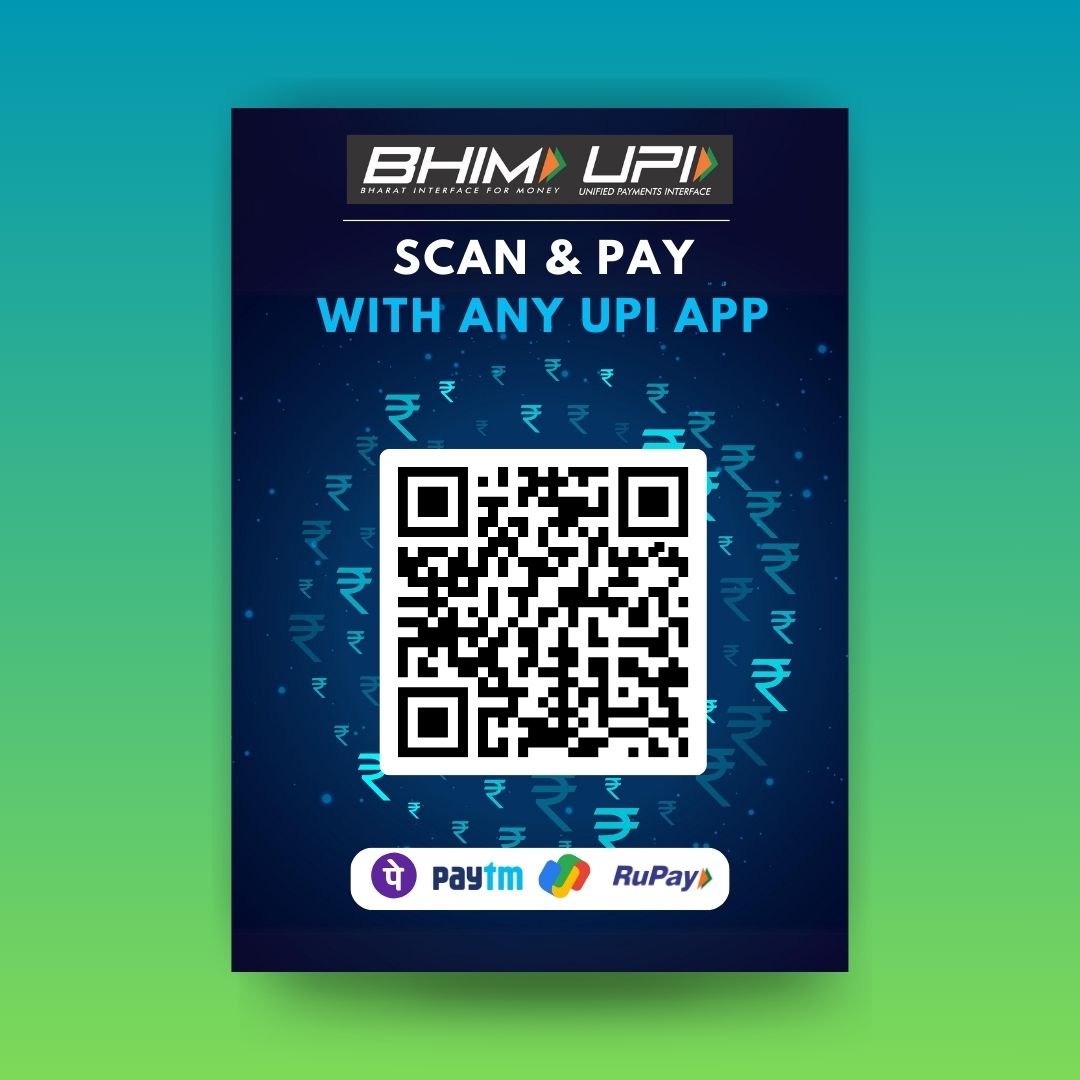 BHIM UPI
BHARAT INTERFACE FOR MONEY UNIFIED PAYMENTS INTERFACE
SCAN & PAY
WITH ANY UPI APP
पे paytm RuPay